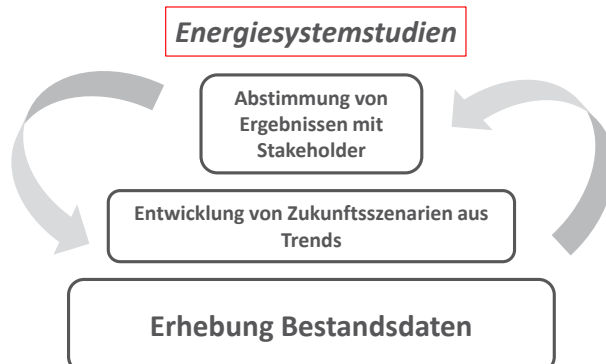 Energiesystemstudien
Abstimmung von
Ergebnissen mit
Stakeholder
Entwicklung von Zukunftsszenarien aus
Trends
Erhebung Bestandsdaten